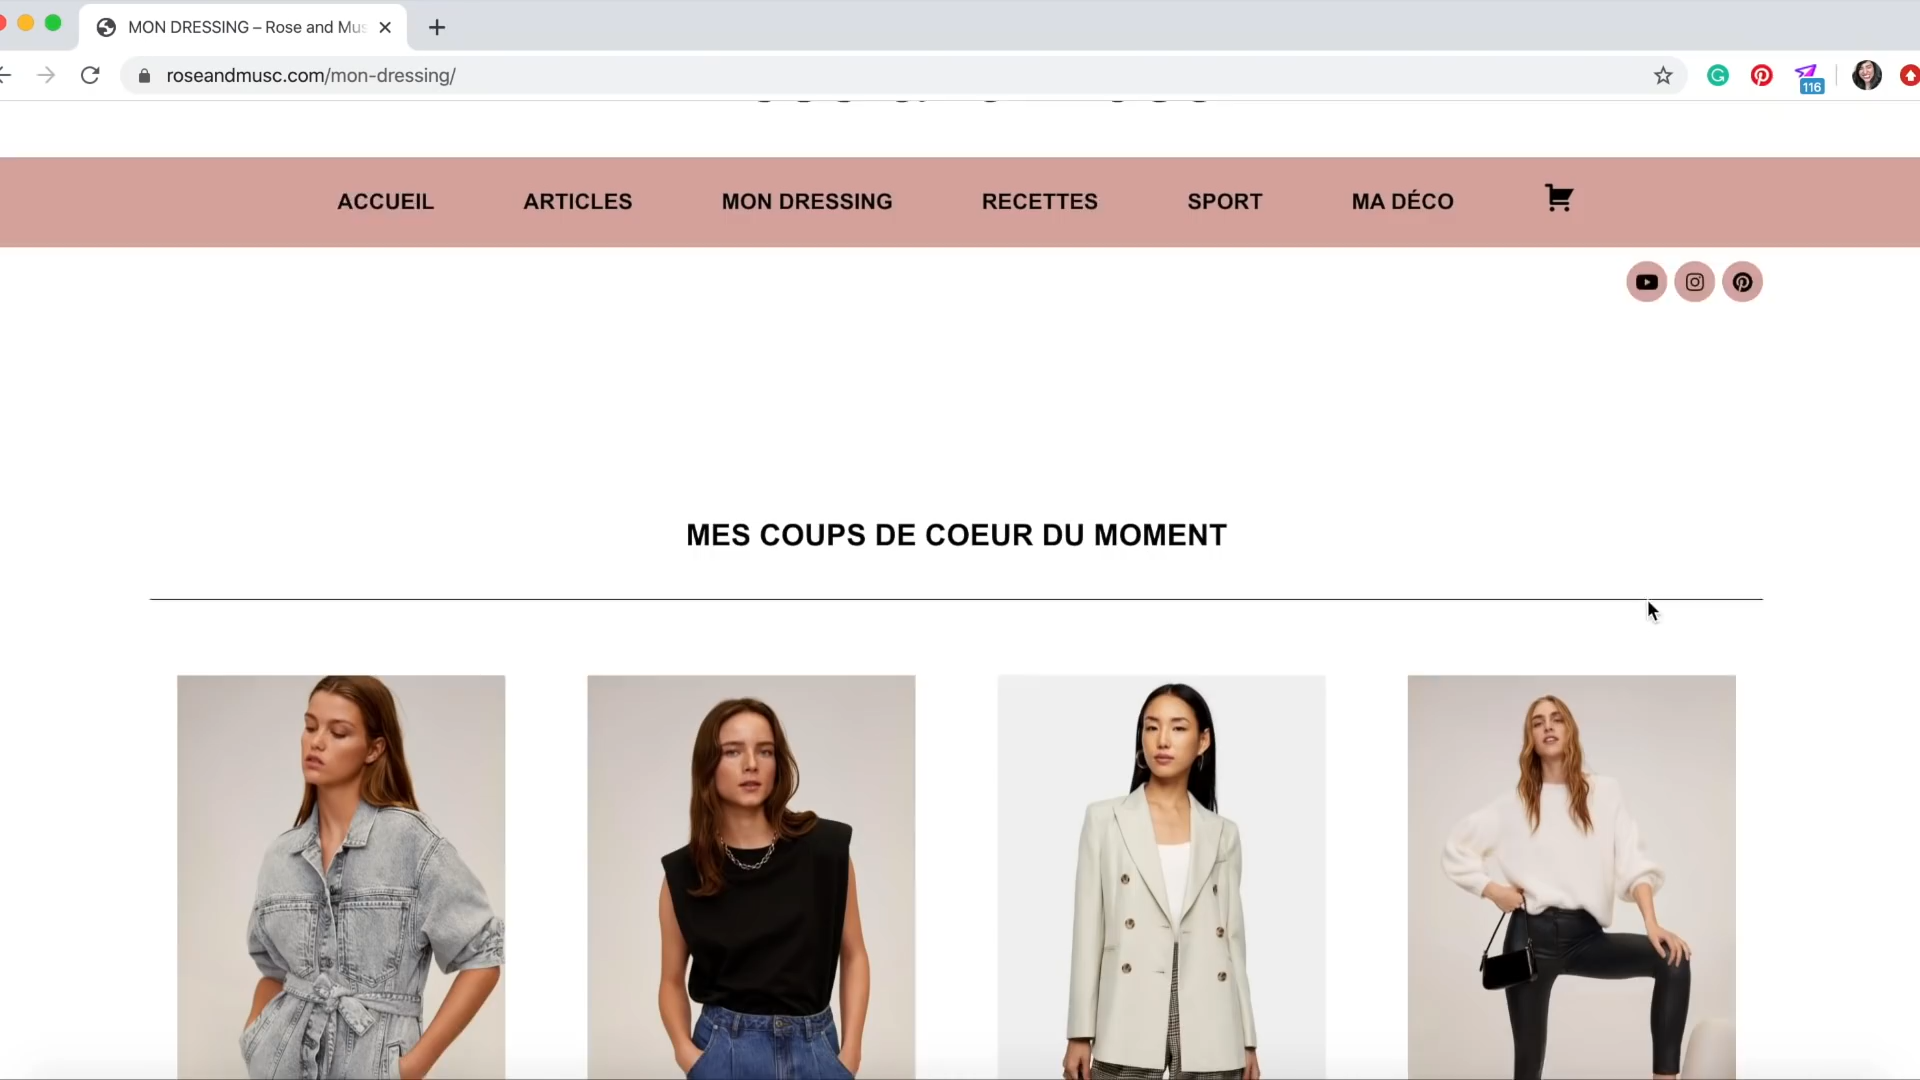 MON DRESSING – Rose and Mus
roseandmusc.com/mon-dressing/
116
ACCUEIL
ARTICLES
MON DRESSING
RECETTES
SPORT
MA DÉCO
MES COUPS DE COEUR DU MOMENT